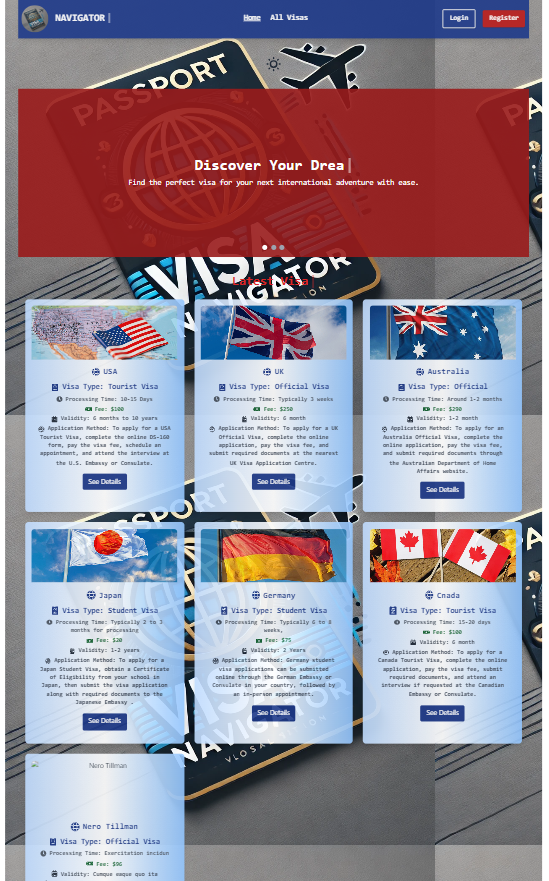 NAVIGATOR
Home All Visas
Login Register
PASSPORT
Discover Your Drea
Find the perfect visa for your next international adventure with ease.
VISA
NAVIGATOR
Latest Visa
USA
Visa Type: Tourist Visa
Processing Time: 10-15 Days
Fee: $100
Validity: 6 months to 10 years
Application Method: To apply for a USA
Tourist Visa, complete the online DS-160
form, pay the visa fee, schedule an
appointment, and attend the interview at
the U.S. Embassy or Consulate.
See Details
UK
Visa Type: Official Visa
Processing Time: Typically 3 weeks
Fee: $250
Validity: 6 month
Application Method: To apply for a UK
Official Visa, complete the online
application, pay the visa fee, and
submit required documents at the nearest
UK Visa Application Centre.
See Details
Australia
Visa Type: Official
Processing Time: Around 1-2 months
Fee: $290
Validity: 1-2 month
Application Method: To apply for an
Australia Official Visa, complete the
online application, pay the visa fee,
and submit required documents through
the Australian Department of Home
Affairs website.
See Details
PASSPORT
Japan
Visa Type: Student Visa
Processing Time: Typically 2 to 3
months for processing
Fee: $30
Validity: 1-2 years
Application Method: To apply for a
Japan Student Visa, obtain a Certificate
of Eligibility from your school in
Japan, then submit the visa application
along with required documents to the
Japanese Embassy .
See Details
Germany
Visa Type: Student Visa
Processing Time: Typically 6 to 8
weeks,
Fee: $75
Validity: 2 Years
Application Method: Germany student
visa applications can be submitted
online through the German Embassy or
Consulate in your country, followed by
an in-person appointment.
See Details
Cnada
Visa Type: Tourist Visa
Processing Time: 15-20 days
Fee: $100
Validity: 6 month
Application Method: To apply for a
Canada Tourist Visa, complete the online
application, pay the visa fee, submit
required documents, and attend an
interview if requested at the Canadian
Embassy or Consulate.
See Details
VISA
NAVIGATOR
Nero Tillman
Nero Tillman
Visa Type: Official Visa
Processing Time: Exercitation incidun
Fee: $96
Validity: Cumque aeque quo ita